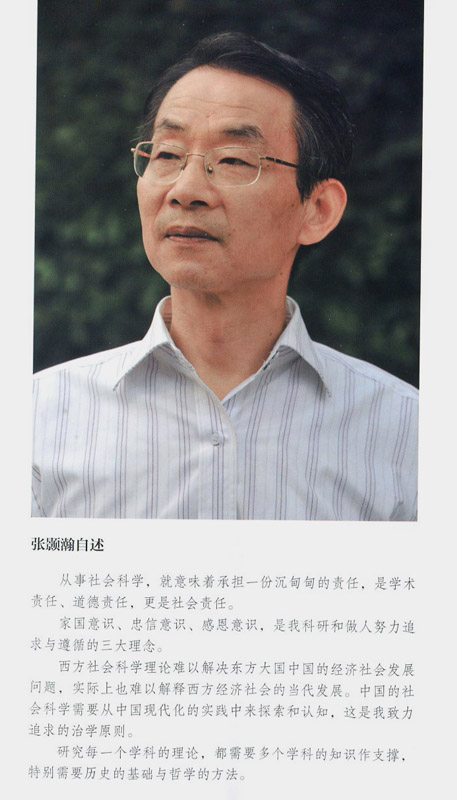 张颢瀚自述
从事社会科学，就意味着承担一份沉甸甸的责任，是学术
责任、道德责任，更是社会责任。
家国意识、忠信意识、感恩意识，是我科研和做人努力追
求与遵循的三大理念。
西方社会科学理论难以解决东方大国中国的经济社会发展
问题，实际上也难以解释西方经济社会的当代发展。中国的社
会科学需要从中国现代化的实践中来探索和认知，这是我致力
追求的治学原则。
研究每一个学科的理论，都需要多个学科的知识作支撑，
特别需要历史的基础与哲学的方法。